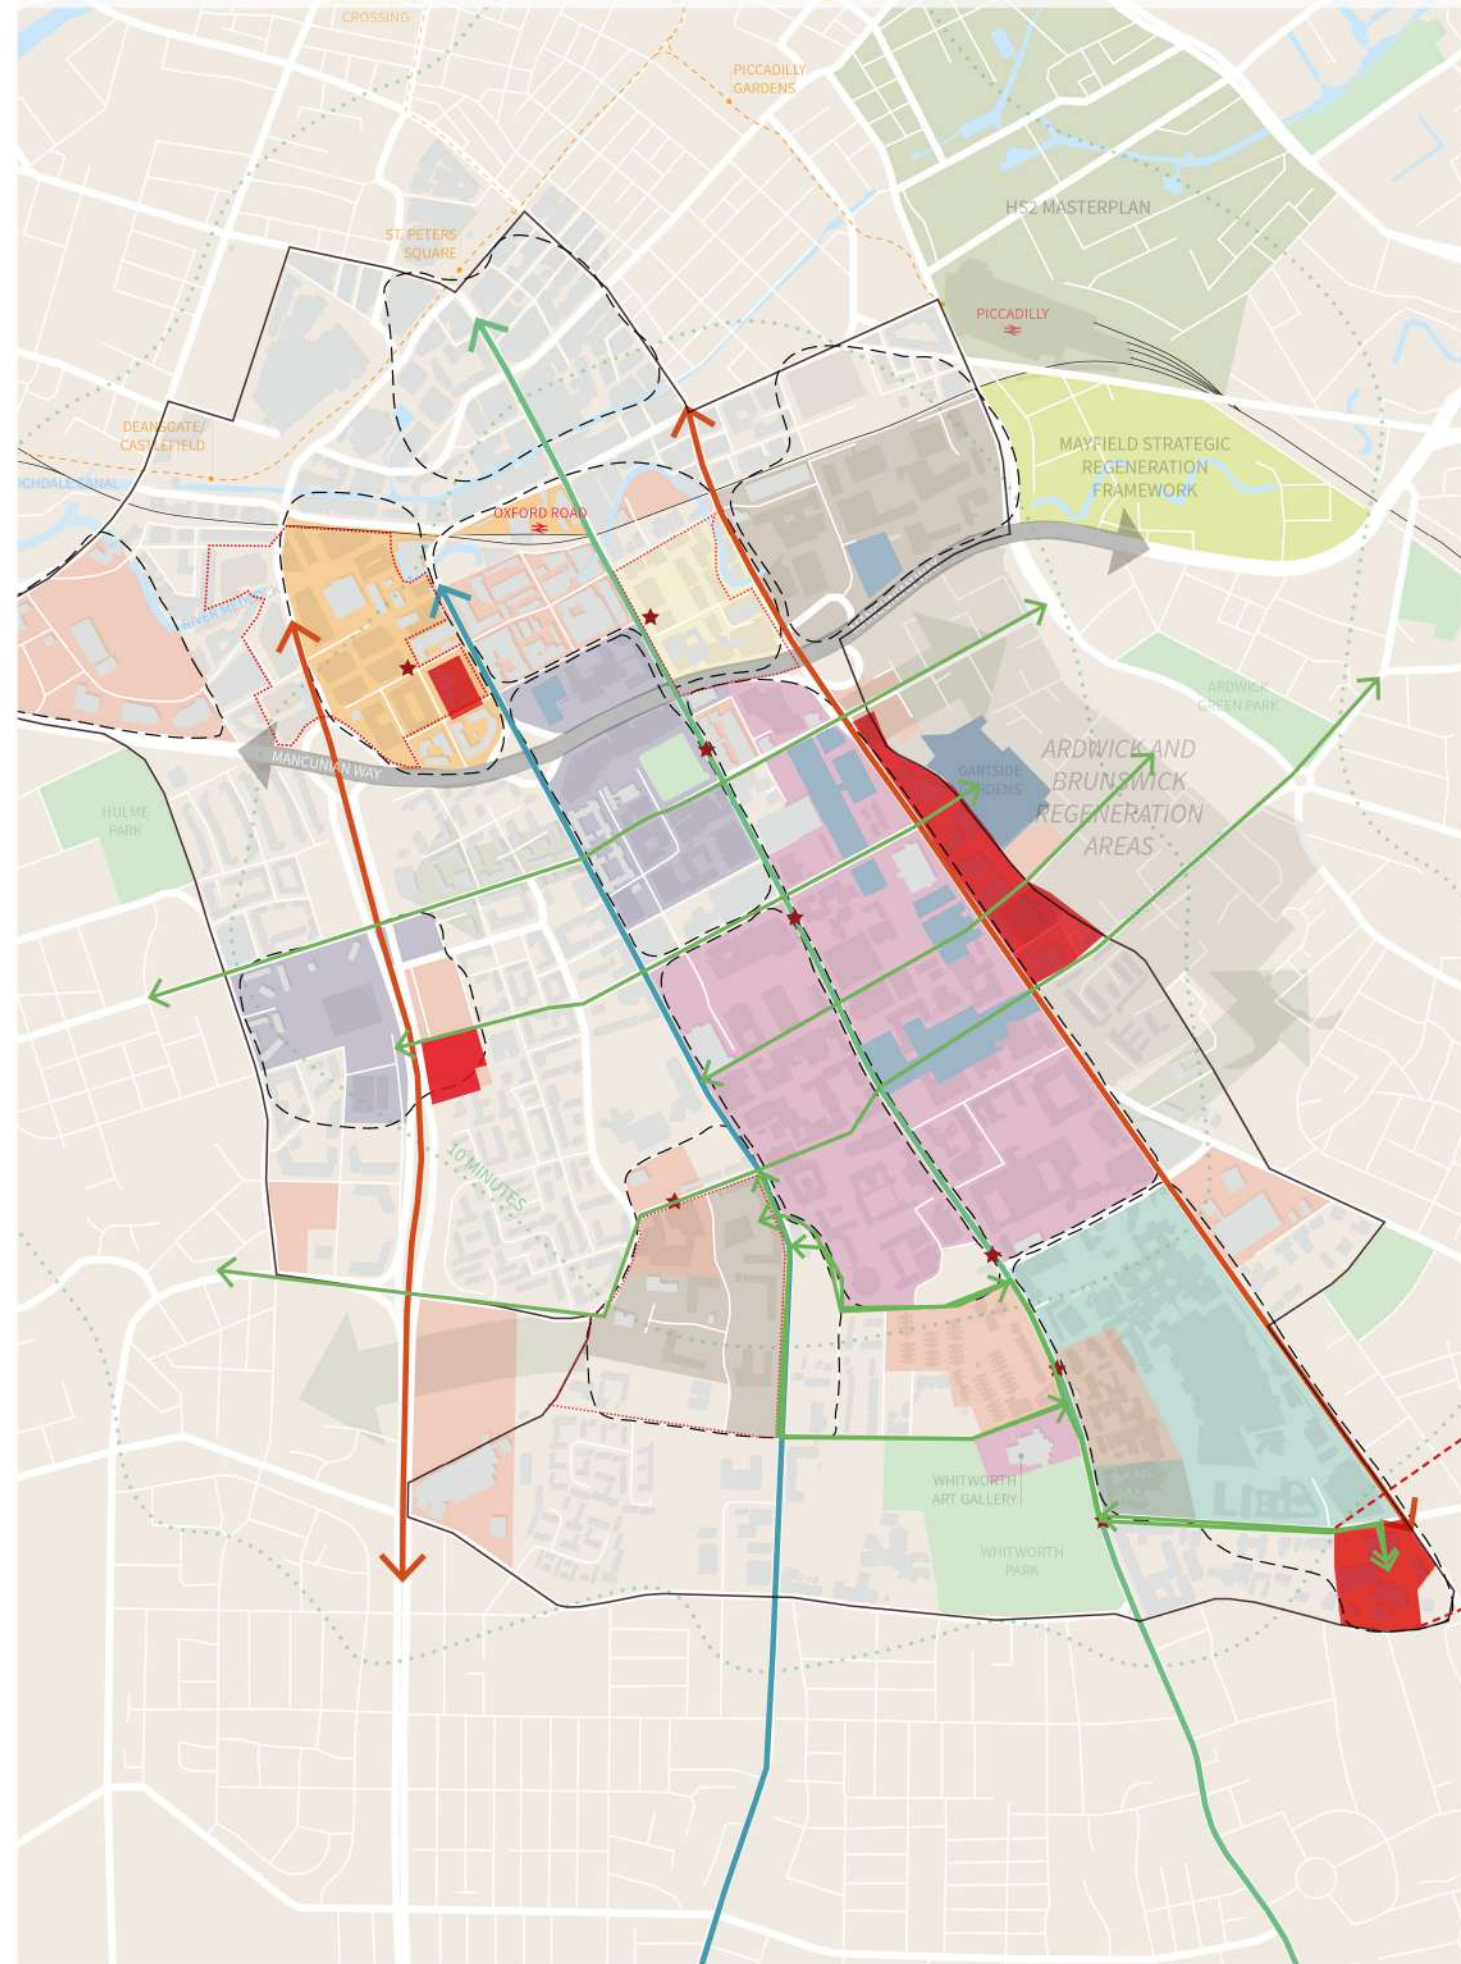 CROSSING
PICCADILLY
GARDENS
HS2 MASTERPLAN
ST. PETERS
SQUARE
PICCADILLY
DEANSGATE/
CASTLEFIELD
MAYFIELD STRATEGIC
REGENERATION
FRAMEWORK
OCHDALE CANAL
OXFORD ROAD
RIVER MEDLOCK
ARDWICK
GREEN PARK
MANCUNIAN WAY
GARTSIDE
GARDENS
ARDWICK AND
BRUNSWICK
REGENERATION
AREAS
HULME
PARK
10 MINUTES
WHITWORTH
ART GALLERY
WHITWORTH
PARK